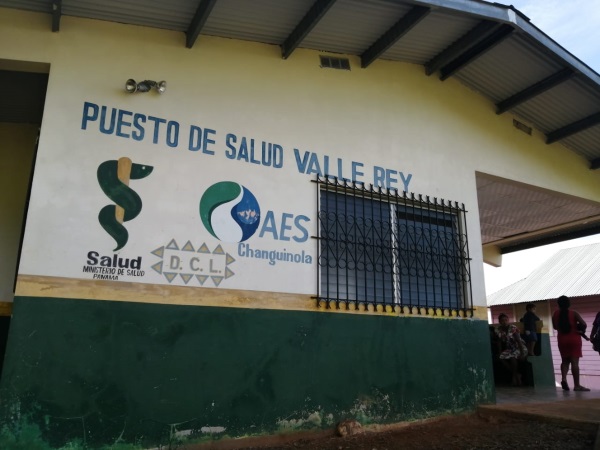 PUESTO DE SALUD VALLE REY
Salud
MINISTERIO DE SALUD
PANAMA
D. C. L.
AES
Changuinola